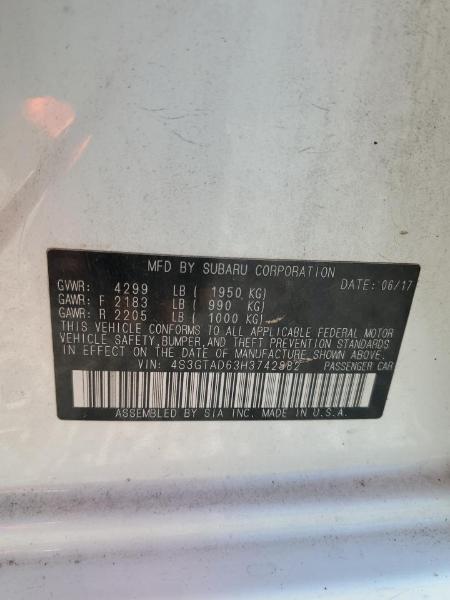 MFD BY SUBARU CORPORATION
GVWR: 4299 LB ( 1950 KG) DATE: 06/17
GAWR: F 2183 LB ( 990 KG)
GAWR: R 2205 LB ( 1000 KG)
THIS VEHICLE CONFORMS TO ALL APPLICABLE FEDERAL MOTOR
VEHICLE SAFETY, BUMPER, AND THEFT PREVENTION STANDARDS
IN EFFECT ON THE DATE OF MANUFACTURE SHOWN ABOVE.
VIN: 4S3GTAD63H3742882 PASSENGER CAR
ASSEMBLED BY SIA INC. MADE IN U.S.A.